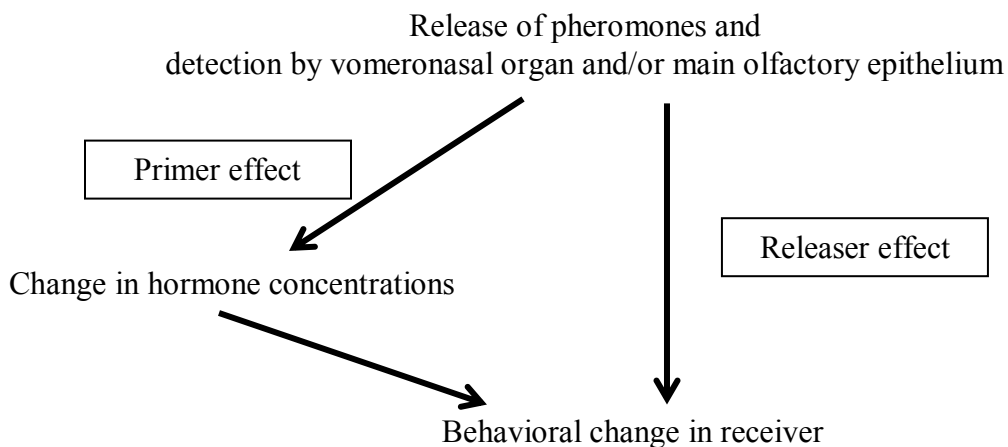 Release of pheromones and
detection by vomeronasal organ and/or main olfactory epithelium
Primer effect
Releaser effect
Change in hormone concentrations
Behavioral change in receiver